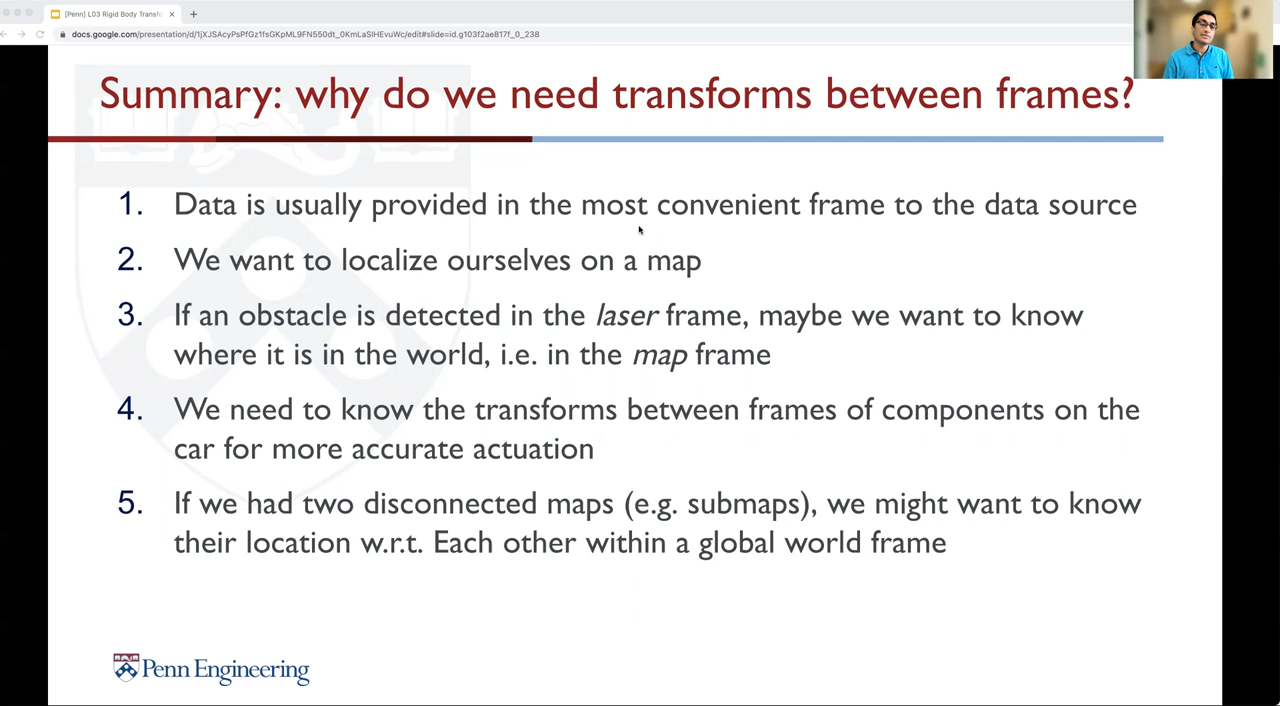 [Penn] L03 Rigid Body Transfo
docs.google.com/presentation/d/1jXJSAcyPsPfGz1fsGKpML9FN550dt_0KmLaSIHEvuWc/edit#slide=id.g103f2ae817f_0_238
Summary: why do we need transforms between frames?
1. Data is usually provided in the most convenient frame to the data source
2. We want to localize ourselves on a map
3. If an obstacle is detected in the laser frame, maybe we want to know
where it is in the world, i.e. in the map frame
4. We need to know the transforms between frames of components on the
car for more accurate actuation
5. If we had two disconnected maps (e.g. submaps), we might want to know
their location w.r.t. Each other within a global world frame
Penn Engineering